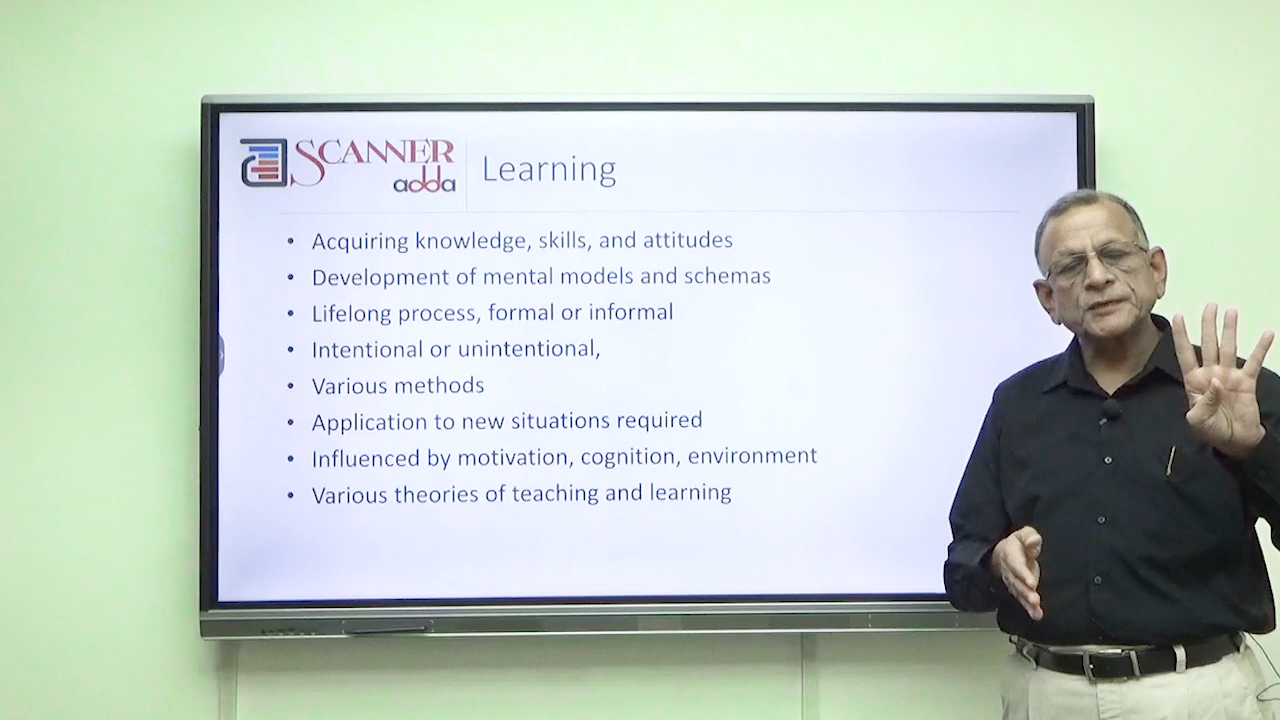 SCANNER
adda
Learning
• Acquiring knowledge, skills, and attitudes
• Development of mental models and schemas
• Lifelong process, formal or informal
• Intentional or unintentional,
• Various methods
• Application to new situations required
• Influenced by motivation, cognition, environment
• Various theories of teaching and learning